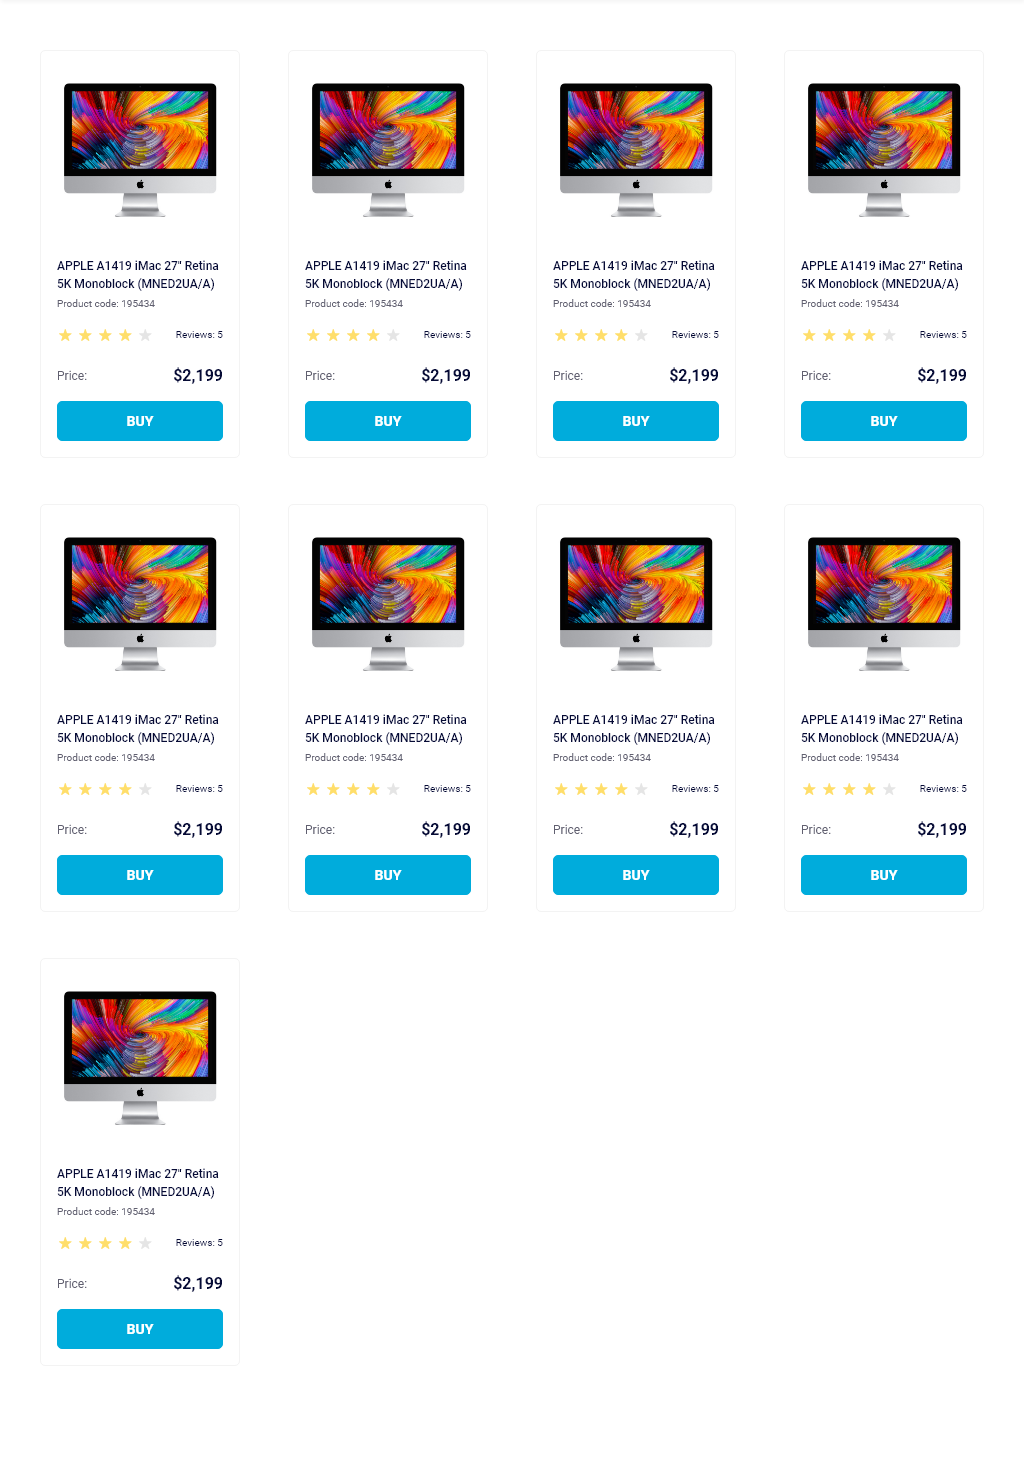 APPLE A1419 iMac 27" Retina
5K Monoblock (MNED2UA/A)
Product code: 195434
Reviews: 5
Price: $2,199
BUY
APPLE A1419 iMac 27" Retina
5K Monoblock (MNED2UA/A)
Product code: 195434
Reviews: 5
Price: $2,199
BUY
APPLE A1419 iMac 27" Retina
5K Monoblock (MNED2UA/A)
Product code: 195434
Reviews: 5
Price: $2,199
BUY
APPLE A1419 iMac 27" Retina
5K Monoblock (MNED2UA/A)
Product code: 195434
Reviews: 5
Price: $2,199
BUY
APPLE A1419 iMac 27" Retina
5K Monoblock (MNED2UA/A)
Product code: 195434
Reviews: 5
Price: $2,199
BUY
APPLE A1419 iMac 27" Retina
5K Monoblock (MNED2UA/A)
Product code: 195434
Reviews: 5
Price: $2,199
BUY
APPLE A1419 iMac 27" Retina
5K Monoblock (MNED2UA/A)
Product code: 195434
Reviews: 5
Price: $2,199
BUY
APPLE A1419 iMac 27" Retina
5K Monoblock (MNED2UA/A)
Product code: 195434
Reviews: 5
Price: $2,199
BUY
APPLE A1419 iMac 27" Retina
5K Monoblock (MNED2UA/A)
Product code: 195434
Reviews: 5
Price: $2,199
BUY